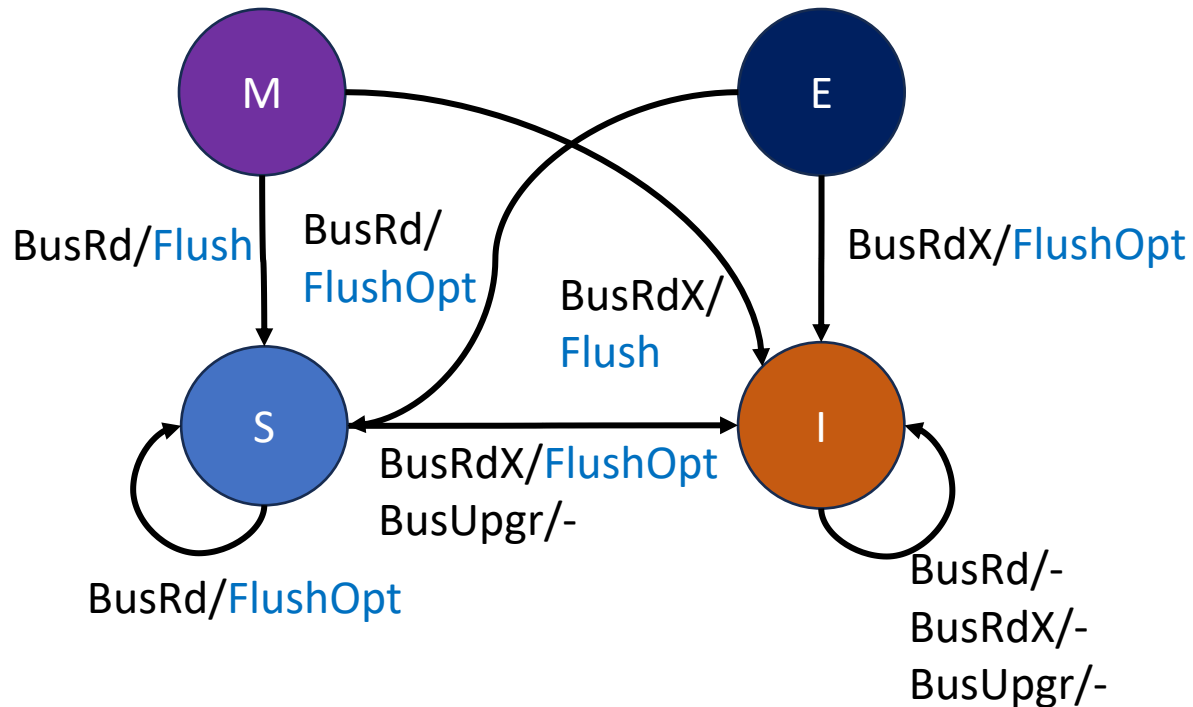 M
E
BusRd/Flush
BusRd/
FlushOpt
BusRdX/
Flush
BusRdX/FlushOpt
S
I
BusRdX/FlushOpt
BusUpgr/-
BusRd/FlushOpt
BusRd/-
BusRdX/-
BusUpgr/-